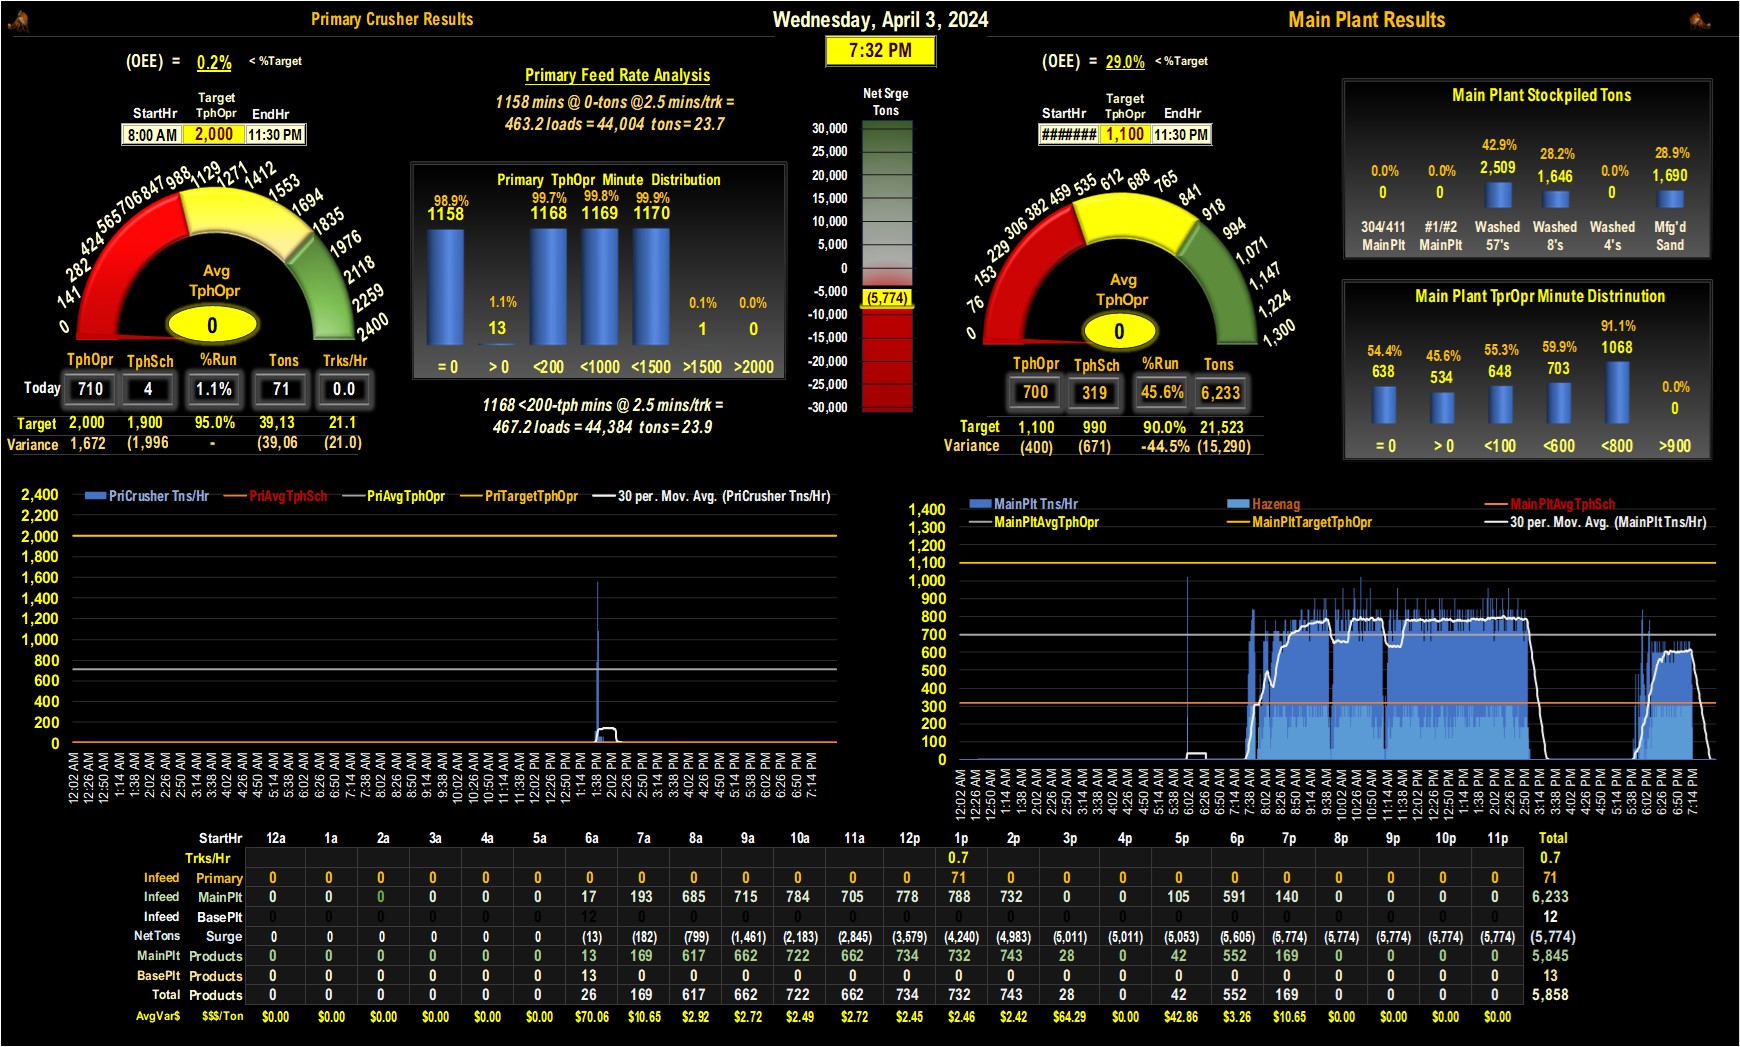 Primary Crusher Results
Wednesday, April 3, 2024
Main Plant Results
7:32 PM
(OEE) = 0.2% < %Target
StartHr Target TphOpr EndHr
8:00 AM 2,000 11:30 PM
0 141 282 424 565 706 847 988 1129 1271 1412 1553 1694 1835 1976 2118 2259 2400
Avg
TphOpr
0
TphOpr TphSch %Run Tons Trks/Hr
Today 710 4 1.1% 71 0.0
Target 2,000 1,900 95.0% 39,13 21.1
Variance 1,672 (1,996 - (39,06 (21.0)
Primary Feed Rate Analysis
1158 mins @ 0-tons @2.5 mins/trk =
463.2 loads = 44,004 tons = 23.7
Primary TphOpr Minute Distribution
98.9% 1.1% 99.7% 99.8% 99.9% 0.1% 0.0%
1158 13 1168 1169 1170 1 0
= 0 > 0 <200 <1000 <1500 >1500 >2000
1168 <200-tph mins @ 2.5 mins/trk =
467.2 loads = 44,384 tons = 23.9
Net Srge
Tons
30,000
25,000
20,000
15,000
10,000
5,000
0
-5,000
(5,774)
-10,000
-15,000
-20,000
-25,000
-30,000
(OEE) = 29.0% < %Target
StartHr Target TphOpr EndHr
####### 1,100 11:30 PM
0 76 153 229 306 382 459 535 612 688 765 841 918 994 1,071 1,147 1,224 1,300
Avg
TphOpr
0
TphOpr TphSch %Run Tons
700 319 45.6% 6,233
Target 1,100 990 90.0% 21,523
Variance (400) (671) -44.5% (15,290)
Main Plant Stockpiled Tons
0.0% 0.0% 42.9% 28.2% 0.0% 28.9%
0 0 2,509 1,646 0 1,690
304/411 #1/#2 Washed Washed Washed Mfg'd
MainPlt MainPlt 57's 8's 4's Sand
Main Plant TprOpr Minute Distrinution
54.4% 45.6% 55.3% 59.9% 91.1% 0.0%
638 534 648 703 1068 0
= 0 > 0 <100 <600 <800 >900
PriCrusher Tns/Hr PriAvgTphSch PriAvgTphOpr PriTargetTphOpr 30 per. Mov. Avg. (PriCrusher Tns/Hr)
2,400
2,200
2,000
1,800
1,600
1,400
1,200
1,000
800
600
400
200
0
12:02 AM 12:26 AM 12:50 AM 1:14 AM 1:38 AM 2:02 AM 2:26 AM 2:50 AM 3:14 AM 3:38 AM 4:02 AM 4:26 AM 4:50 AM 5:14 AM 5:38 AM 6:02 AM 6:26 AM 6:50 AM 7:14 AM 7:38 AM 8:02 AM 8:26 AM 8:50 AM 9:14 AM 9:38 AM 10:02 AM 10:26 AM 10:50 AM 11:14 AM 11:38 AM 12:02 PM 12:26 PM 12:50 PM 1:14 PM 1:38 PM 2:02 PM 2:26 PM 2:50 PM 3:14 PM 3:38 PM 4:02 PM 4:26 PM 4:50 PM 5:14 PM 5:38 PM 6:02 PM 6:26 PM 6:50 PM 7:14 PM
MainPlt Tns/Hr Hazenag MainPltAvgTphSch
MainPltAvgTphOpr MainPltTargetTphOpr 30 per. Mov. Avg. (MainPlt Tns/Hr)
1,400
1,300
1,200
1,100
1,000
900
800
700
600
500
400
300
200
100
0
12:02 AM 12:26 AM 12:50 AM 1:14 AM 1:38 AM 2:02 AM 2:26 AM 2:50 AM 3:14 AM 3:38 AM 4:02 AM 4:26 AM 4:50 AM 5:14 AM 5:38 AM 6:02 AM 6:26 AM 6:50 AM 7:14 AM 7:38 AM 8:02 AM 8:26 AM 8:50 AM 9:14 AM 9:38 AM 10:02 AM 10:26 AM 10:50 AM 11:14 AM 11:38 AM 12:02 PM 12:26 PM 12:50 PM 1:14 PM 1:38 PM 2:02 PM 2:26 PM 2:50 PM 3:14 PM 3:38 PM 4:02 PM 4:26 PM 4:50 PM 5:14 PM 5:38 PM 6:02 PM 6:26 PM 6:50 PM 7:14 PM
StartHr 12a 1a 2a 3a 4a 5a 6a 7a 8a 9a 10a 11a 12p 1p 2p 3p 4p 5p 6p 7p 8p 9p 10p 11p Total
Trks/Hr 0.7 0.7
Infeed Primary 0 0 0 0 0 0 0 0 0 0 0 0 0 71 0 0 0 0 0 0 0 0 0 0 71
Infeed MainPlt 0 0 0 0 0 0 17 193 685 715 784 705 778 788 732 0 0 105 591 140 0 0 0 0 6,233
Infeed BasePlt 0 0 0 0 0 0 12 0 0 0 0 0 0 0 0 0 0 0 0 0 0 0 0 0 12
NetTons Surge 0 0 0 0 0 0 (13) (182) (799) (1,461) (2,183) (2,845) (3,579) (4,240) (4,983) (5,011) (5,011) (5,053) (5,605) (5,774) (5,774) (5,774) (5,774) (5,774) (5,774)
MainPlt Products 0 0 0 0 0 0 13 169 617 662 722 662 734 732 743 28 0 42 552 169 0 0 0 0 5,845
BasePlt Products 0 0 0 0 0 0 13 0 0 0 0 0 0 0 0 0 0 0 0 0 0 0 0 0 13
Total Products 0 0 0 0 0 0 26 169 617 662 722 662 734 732 743 28 0 42 552 169 0 0 0 0 5,858
AvgVar$ $$$/Ton $0.00 $0.00 $0.00 $0.00 $0.00 $0.00 $70.06 $10.65 $2.92 $2.72 $2.49 $2.72 $2.45 $2.46 $2.42 $64.29 $0.00 $42.86 $3.26 $10.65 $0.00 $0.00 $0.00 $0.00